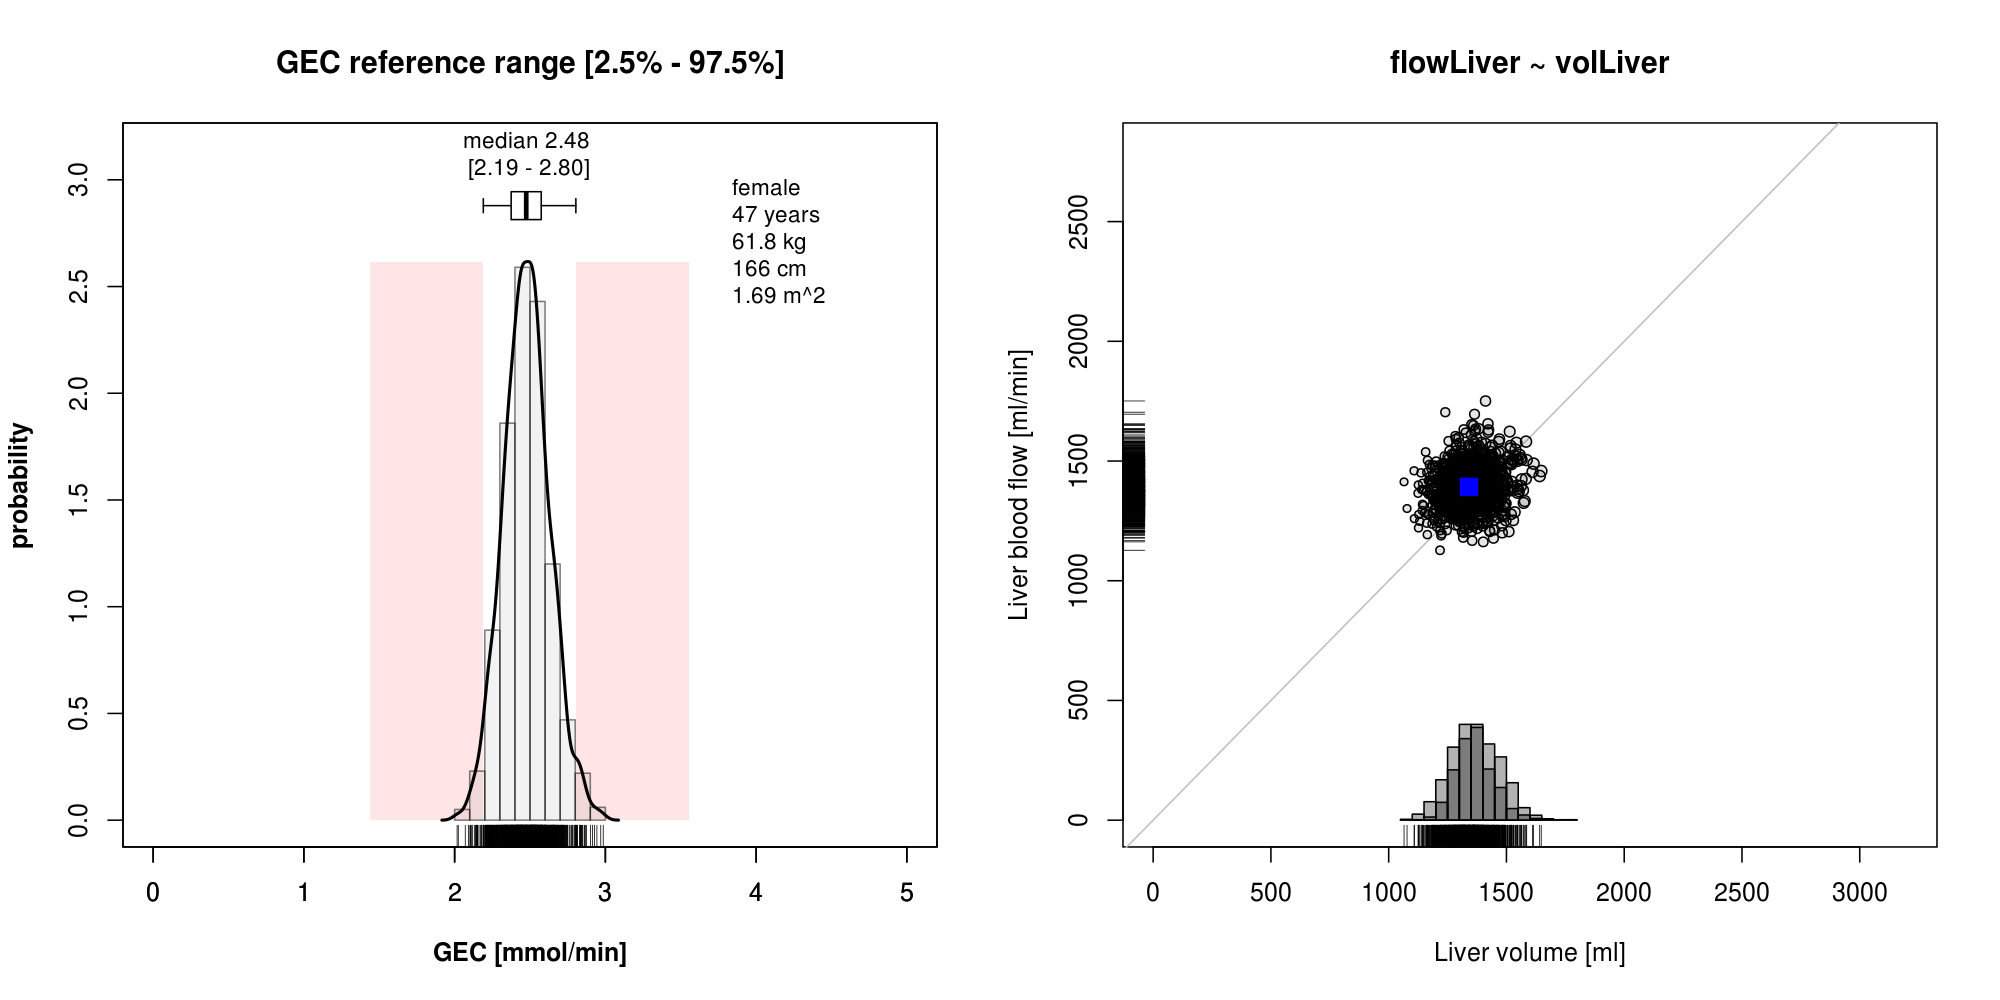 GEC reference range [2.5% - 97.5%]
median 2.48
[2.19 - 2.80]
female
47 years
61.8 kg
166 cm
1.69 m^2
probability
3.0
2.5
2.0
1.5
1.0
0.5
0.0
0 1 2 3 4 5
GEC [mmol/min]
flowLiver ~ volLiver
Liver blood flow [ml/min]
2500
2000
1500
1000
500
0
0 500 1000 1500 2000 2500 3000
Liver volume [ml]